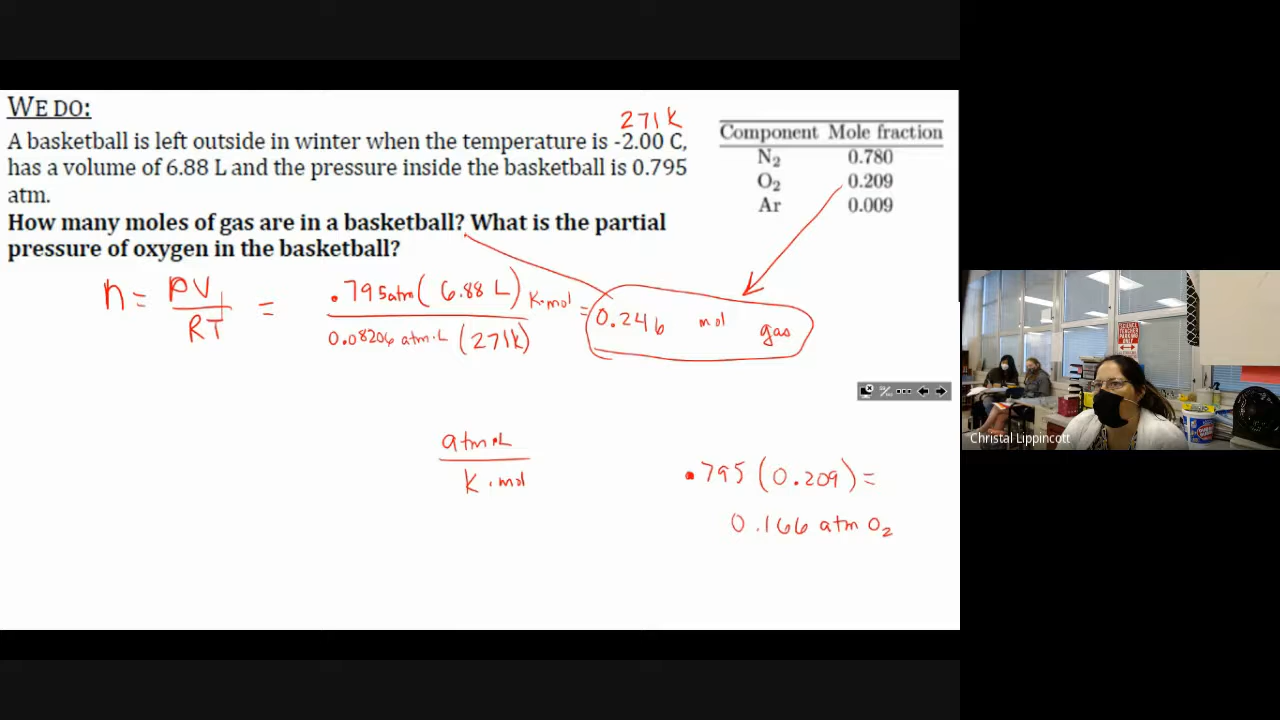 WE DO:
271K
A basketball is left outside in winter when the temperature is -2.00 C,
has a volume of 6.88 L and the pressure inside the basketball is 0.795
atm.
How many moles of gas are in a basketball? What is the partial
pressure of oxygen in the basketball?
Component Mole fraction
N₂ 0.780
O₂ 0.209
Ar 0.009
n = PV / RT = .795atm (6.88 L) K·mol / 0.08206 atm·L (271K) = 0.246 mol gas
atm·L
K·mol
.795 (0.209) =
0.166 atm O₂
Christal Lippincott